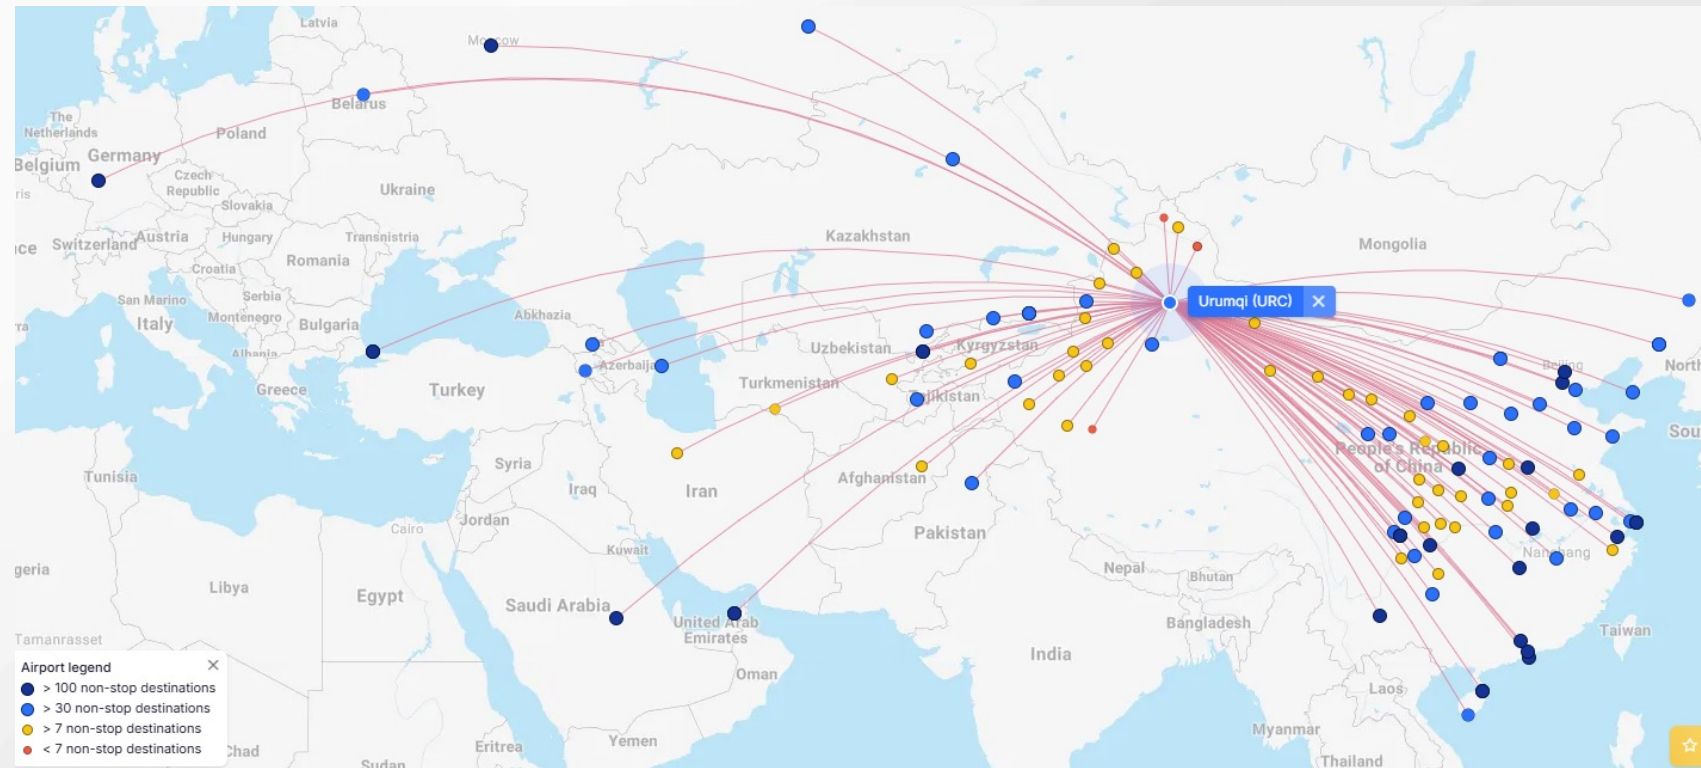 Latvia
Moscow
Belarus
The
Netherlands
Poland
Belgium
Germany
Czech
Republic
Ukraine
Slovakia
Switzerland
Austria
Hungary
Transnistria
Kazakhstan
Mongolia
Croatia
Romania
San Marino
Serbia
Urumqi (URC)
Italy
Montenegro
Bulgaria
Abkhazia
Uzbekistan
Kyrgyzstan
Albania
Azerbaija
Beijing
North
Greece
Turkey
Turkmenistan
Tajikistan
Sou
People's Republic
of China
Tunisia
Syria
Iraq
Iran
Afghanistan
Cairo
Jordan
Pakistan
Kuwait
Nanchang
geria
Libya
Egypt
Saudi Arabia
Nepal
Bhutan
United Arab
Emirates
Bangladesh
Taiwan
Tamanrasset
India
Oman
Laos
Airport legend
> 100 non-stop destinations
> 30 non-stop destinations
> 7 non-stop destinations
< 7 non-stop destinations
Chad
Sudan
Eritrea
Yemen
Myanmar
Thailand